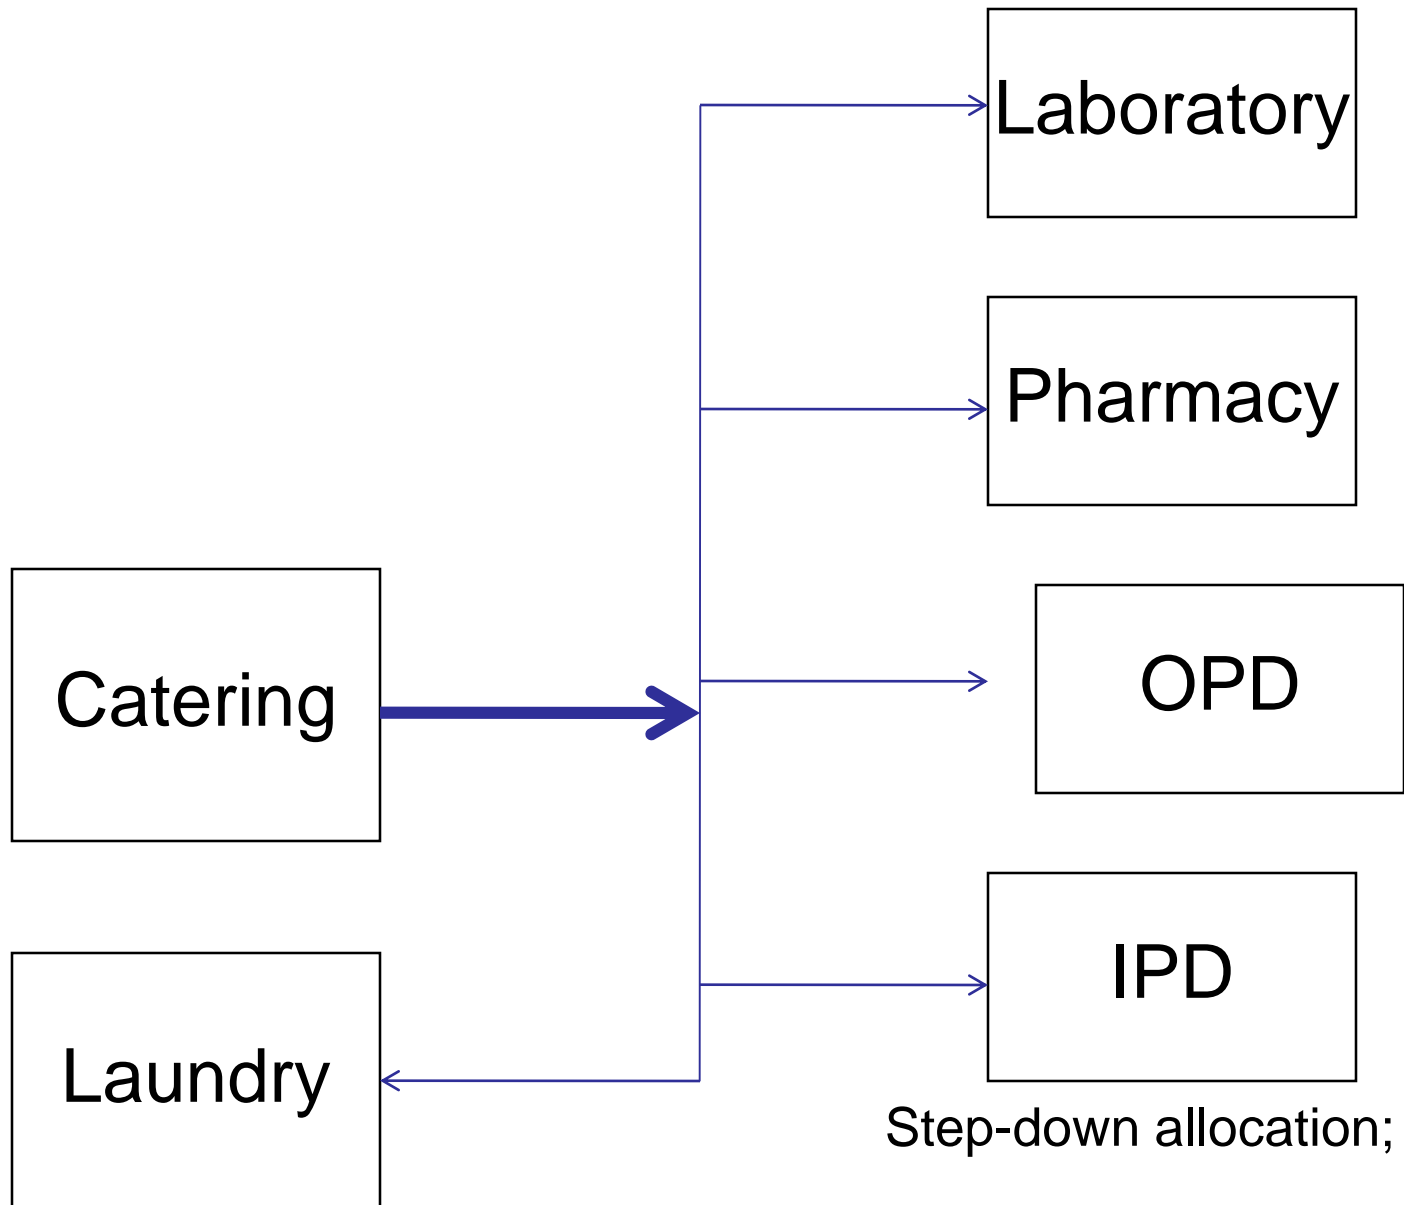 Laboratory
Pharmacy
Catering
OPD
IPD
Laundry
Step-down allocation;